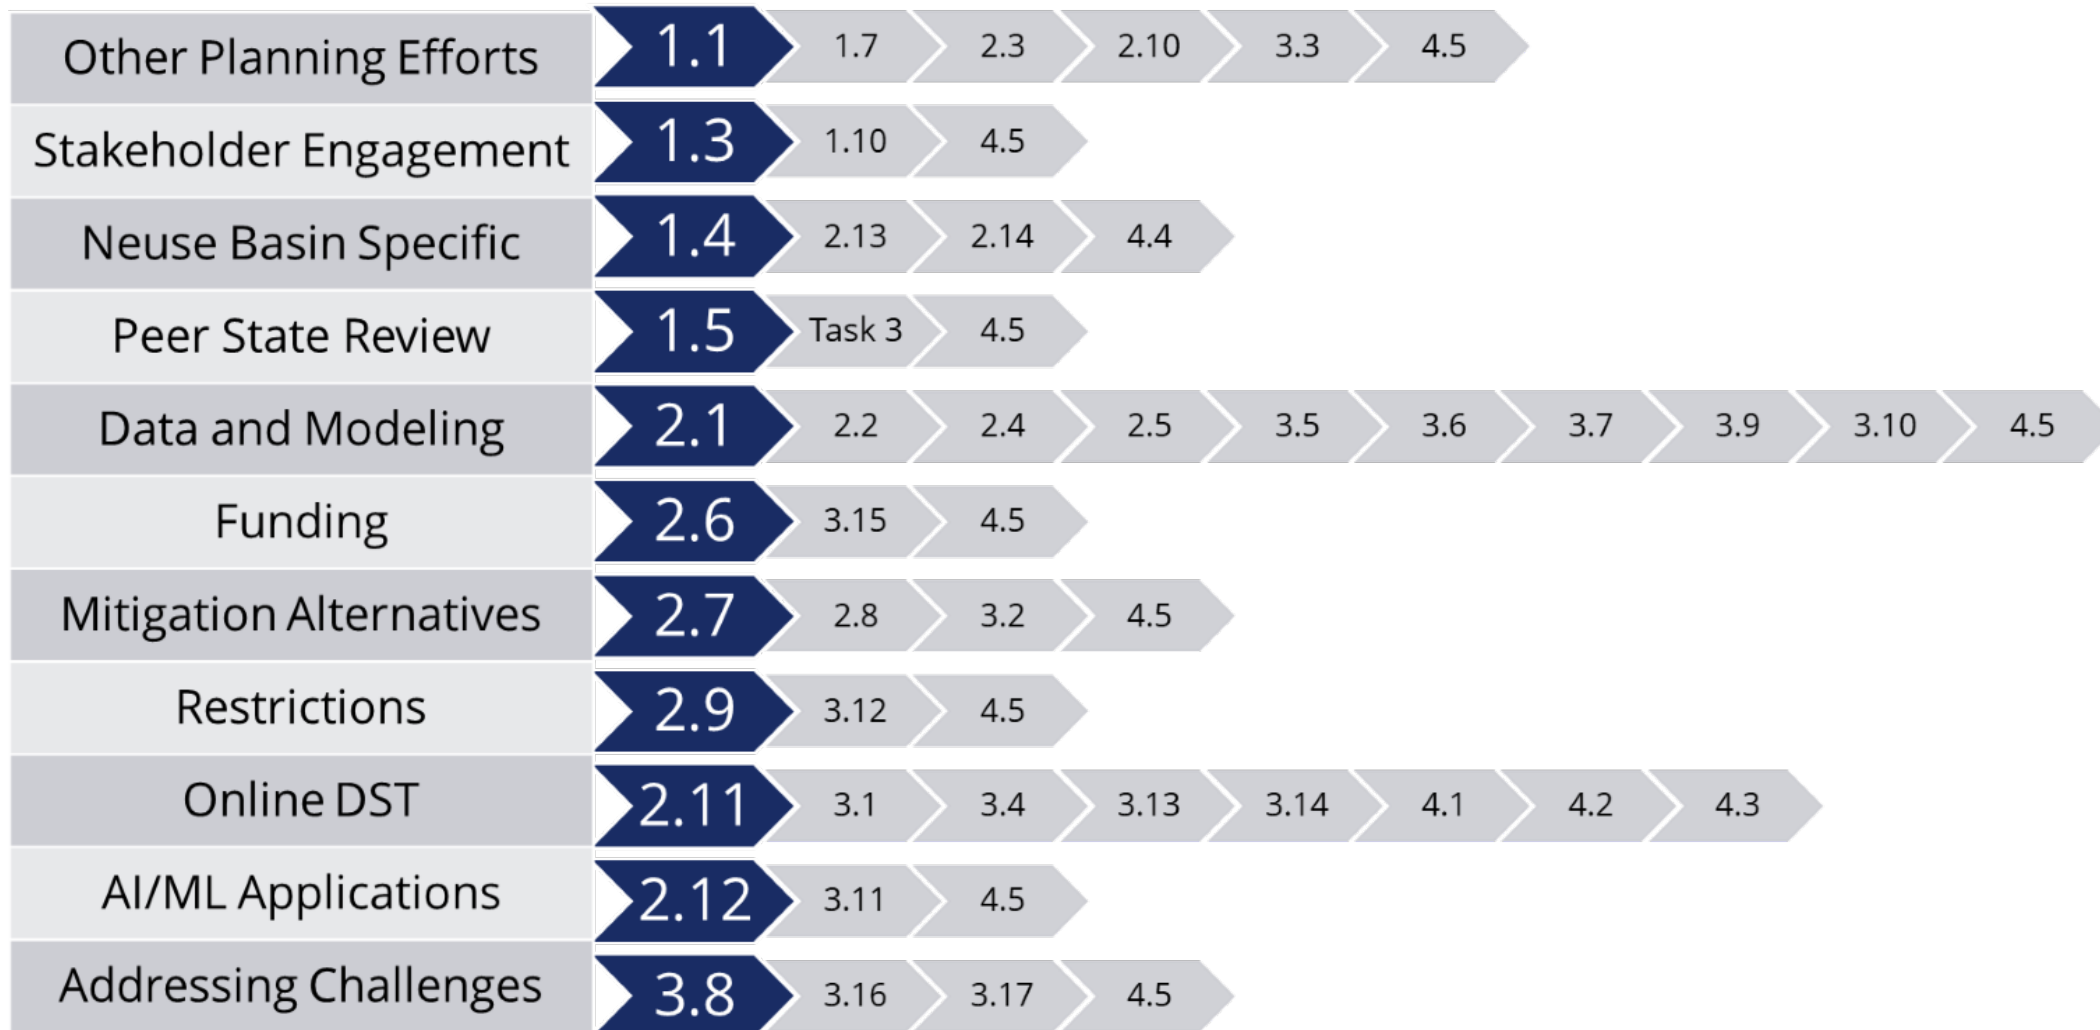 Other Planning Efforts 1.1 1.7 2.3 2.10 3.3 4.5
Stakeholder Engagement 1.3 1.10 4.5
Neuse Basin Specific 1.4 2.13 2.14 4.4
Peer State Review 1.5 Task 3 4.5
Data and Modeling 2.1 2.2 2.4 2.5 3.5 3.6 3.7 3.9 3.10 4.5
Funding 2.6 3.15 4.5
Mitigation Alternatives 2.7 2.8 3.2 4.5
Restrictions 2.9 3.12 4.5
Online DST 2.11 3.1 3.4 3.13 3.14 4.1 4.2 4.3
AI/ML Applications 2.12 3.11 4.5
Addressing Challenges 3.8 3.16 3.17 4.5